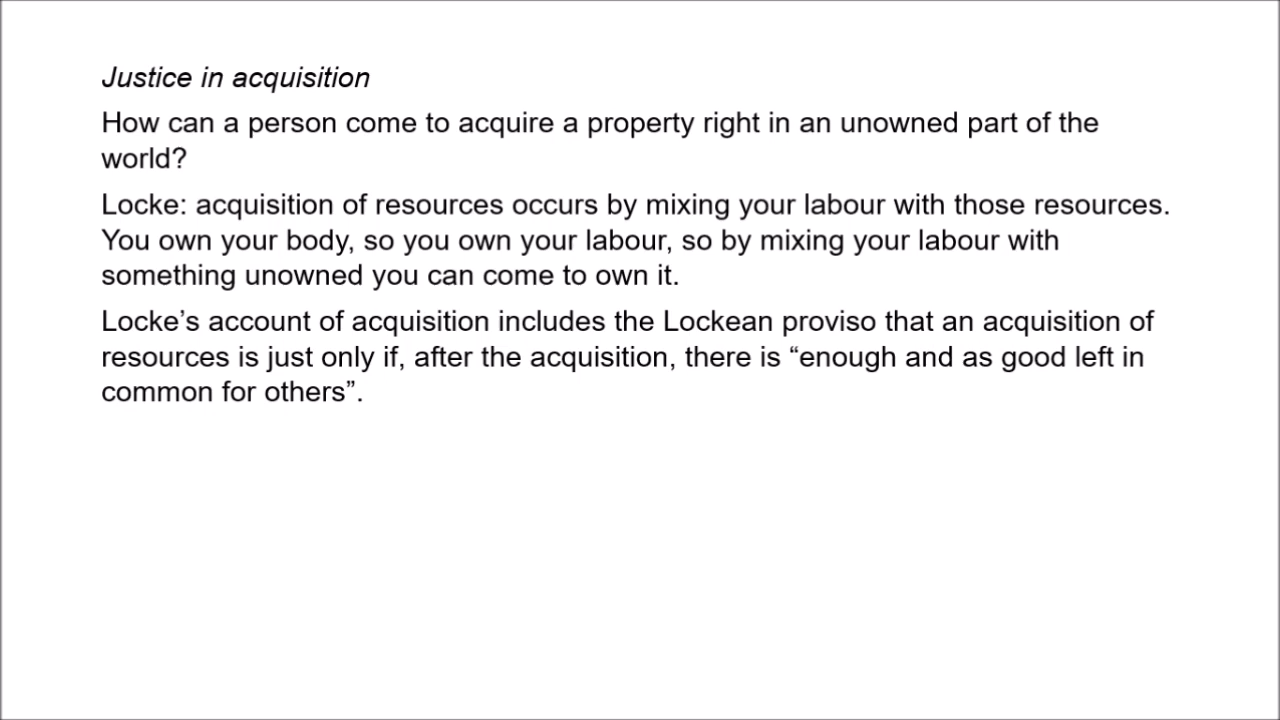 Justice in acquisition
How can a person come to acquire a property right in an unowned part of the
world?
Locke: acquisition of resources occurs by mixing your labour with those resources.
You own your body, so you own your labour, so by mixing your labour with
something unowned you can come to own it.
Locke’s account of acquisition includes the Lockean proviso that an acquisition of
resources is just only if, after the acquisition, there is “enough and as good left in
common for others”.